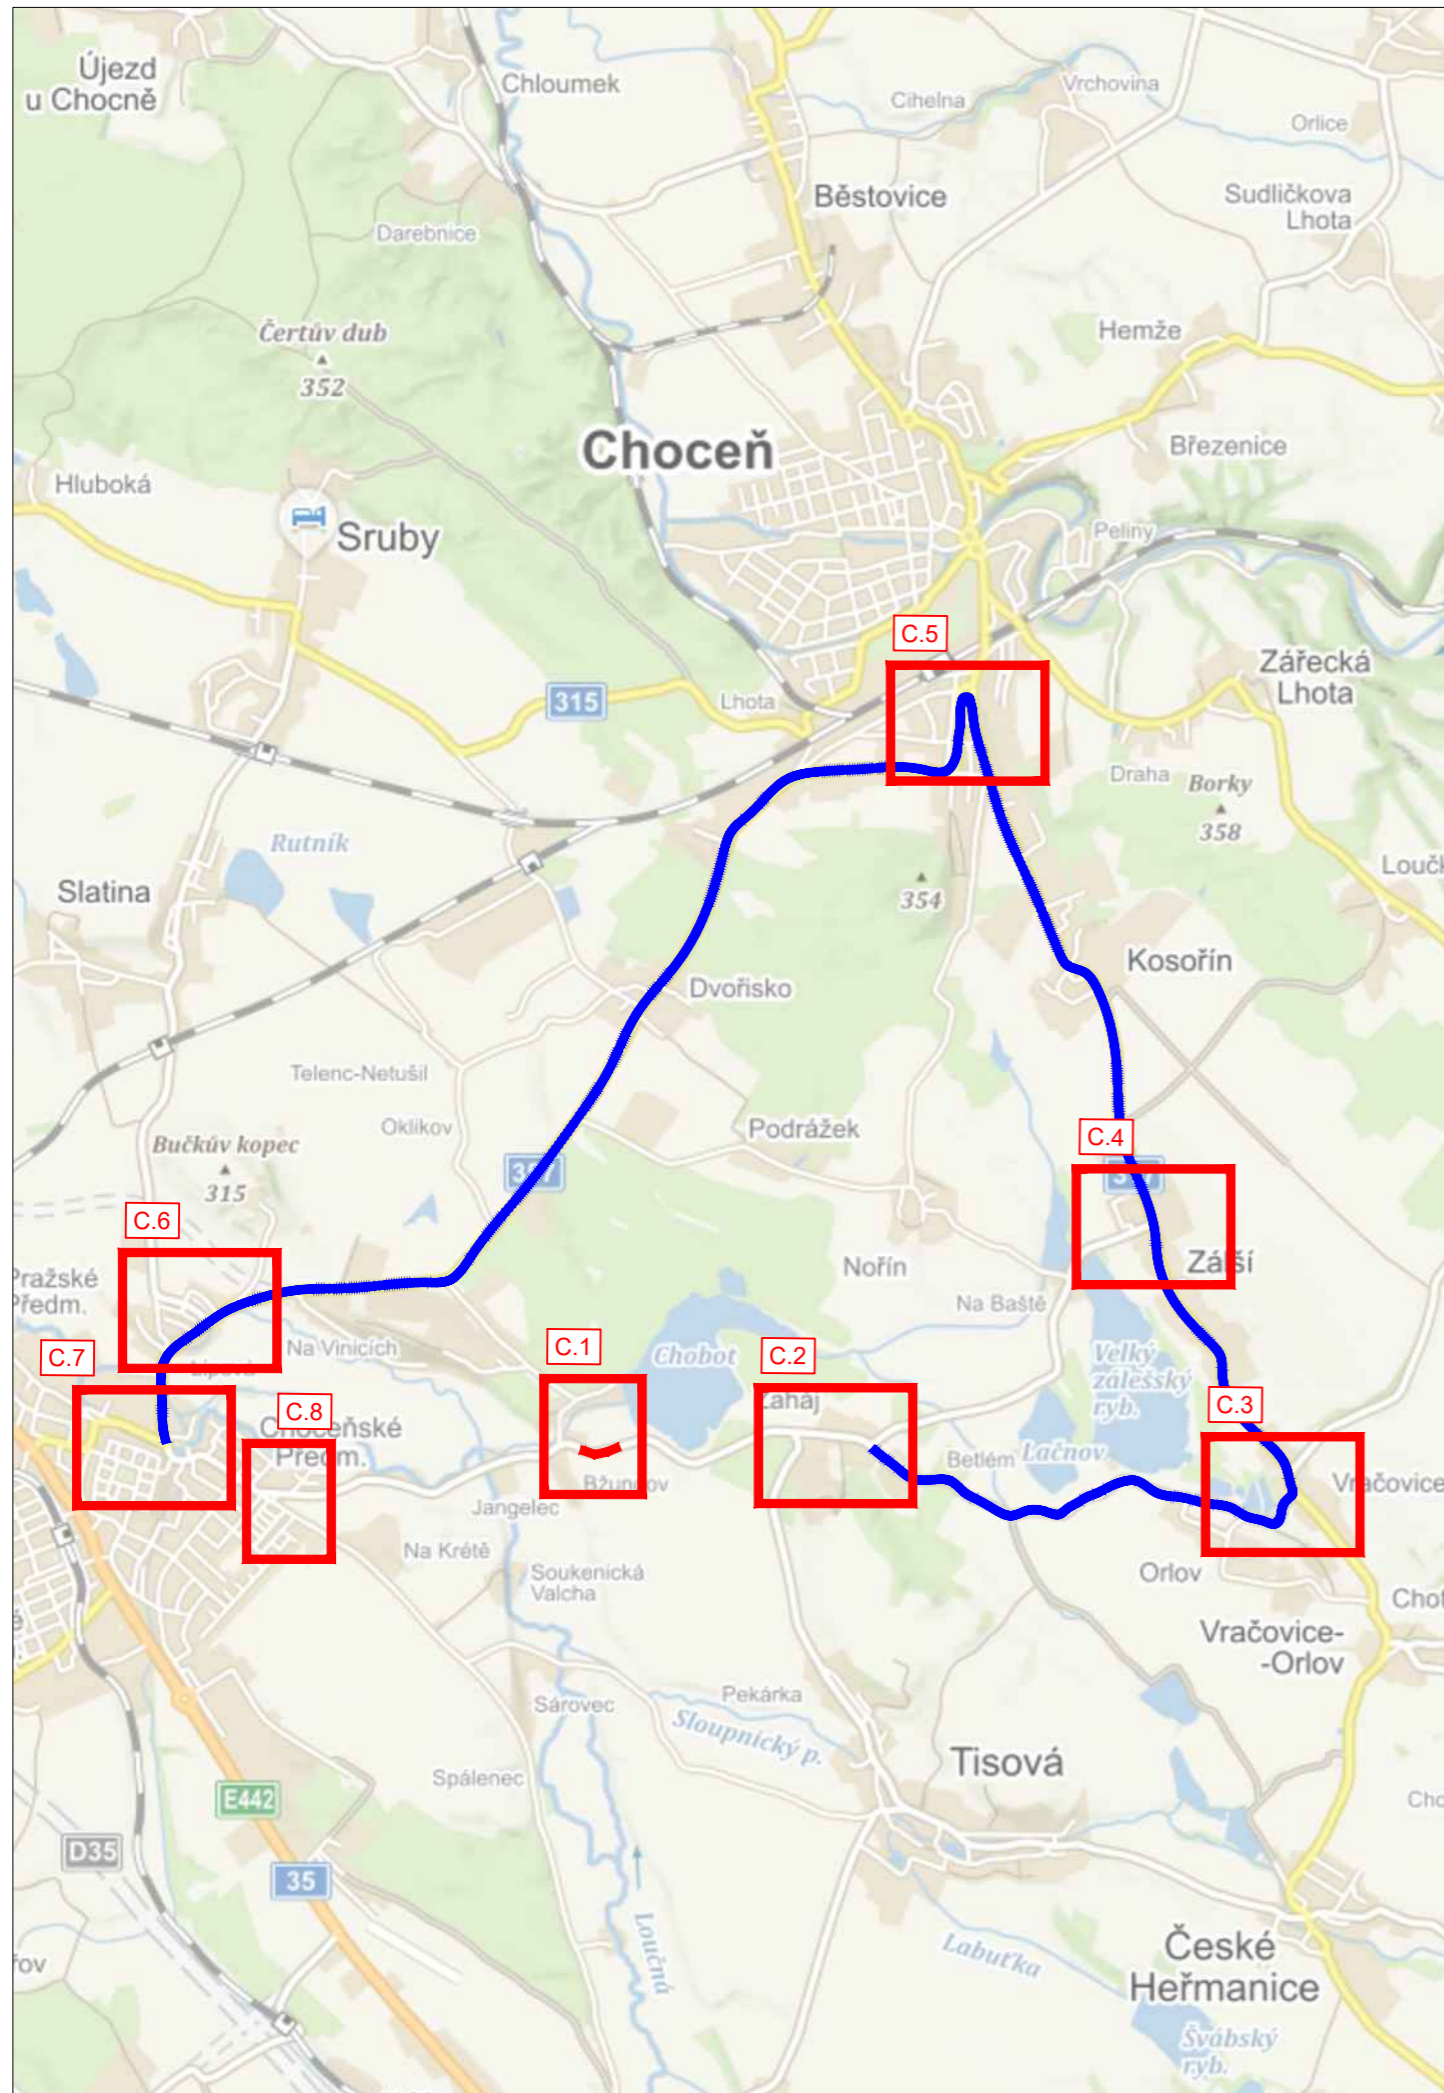 Újezd
u Chocně
Chloumek
Cihelna
Vrchovina
Orlice
Běstovice
Sudličkova
Lhota
Darebnice
Čertův dub
352
Hemže
Choceň
Březenice
Hluboká
Sruby
Peliny
C.5
Zářecká
Lhota
315
Lhota
Draha
Borky
358
Rutník
Slatina
354
Kosořín
Dvořisko
Telenc-Netušil
Oklikov
Podrážek
C.4
Bučkův kopec
315
C.6
Zálší
Nořín
Pražské
Předm.
Na Baště
C.7
Na Vinicích
C.1
Chobot
C.2
Velký
zálešský
ryb.
C.3
C.8
Choceňské
Předm.
Betlém
Lačnov
Vračovice
Jangelec
Na Krétě
Soukenická
Valcha
Orlov
Vračovice-
-Orlov
Sárovec
Pekárka
Sloupnický p.
Tisová
Spálenec
E442
D35
35
Loučná
Labuťka
České
Heřmanice
Švábský
ryb.